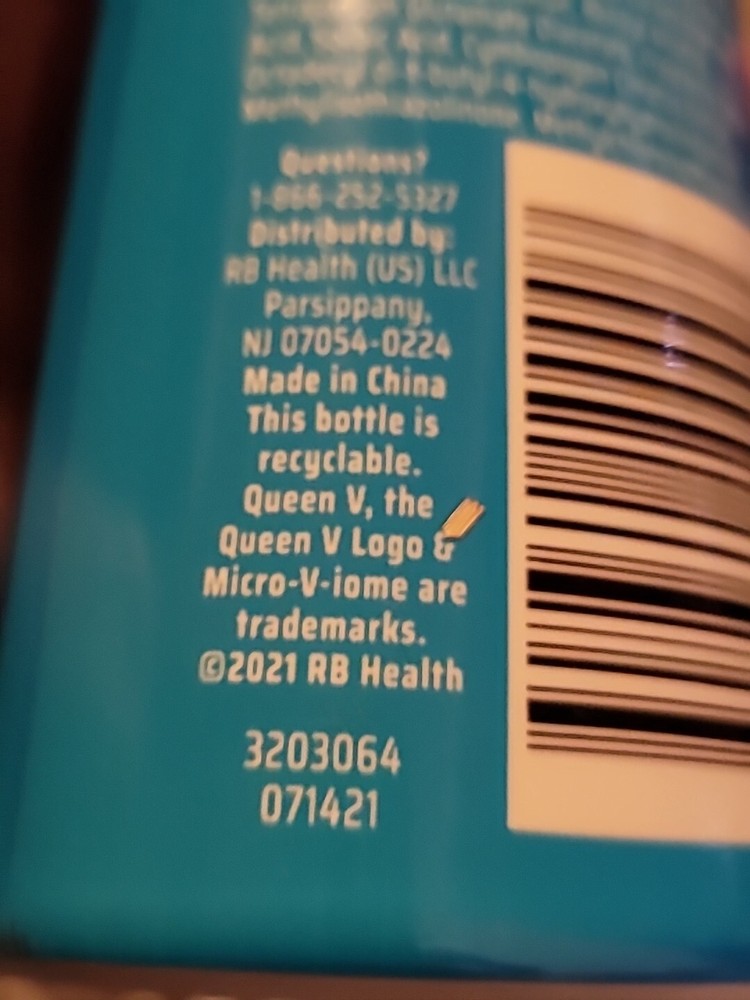 Questions?
1-866-252-5327
Distributed by:
RB Health (US) LLC
Parsippany,
NJ 07054-0224
Made in China
This bottle is
recyclable.
Queen V, the
Queen V Logo &
Micro-V-iome are
trademarks.
©2021 RB Health
3203064
071421